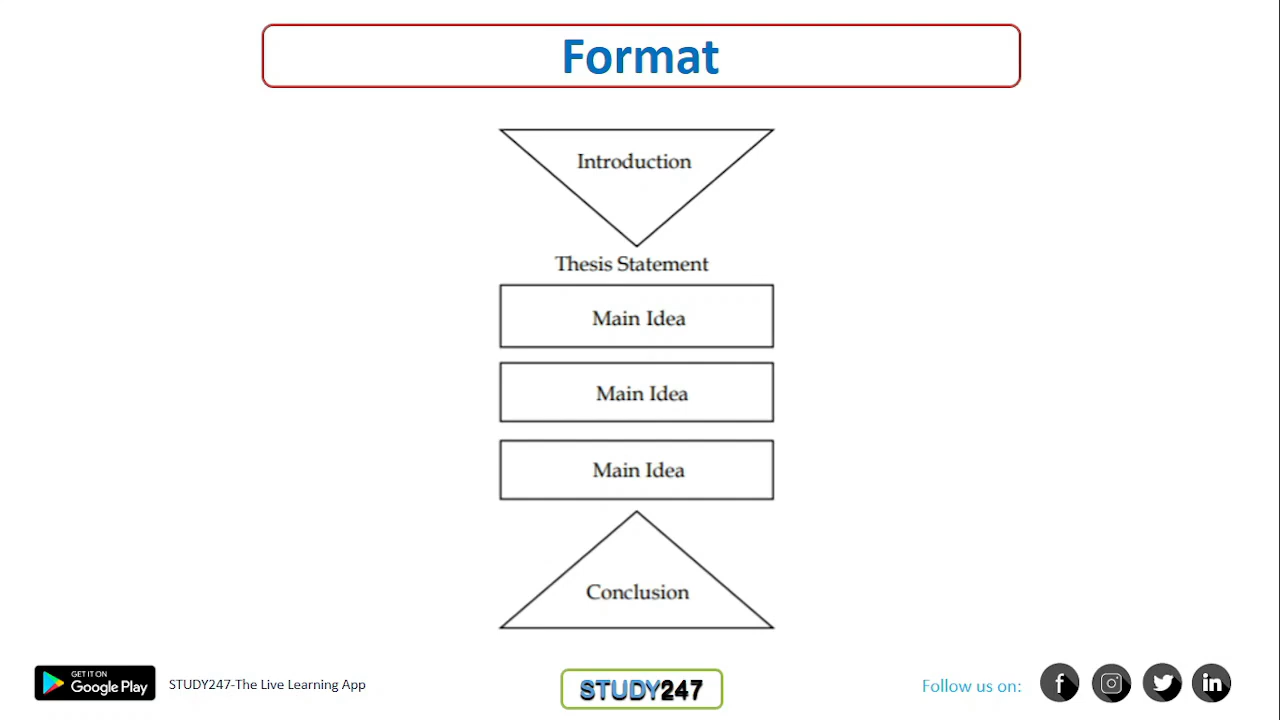 Format
Introduction
Thesis Statement
Main Idea
Main Idea
Main Idea
Conclusion
GET IT ON
Google Play
STUDY247-The Live Learning App
STUDY247
Follow us on: